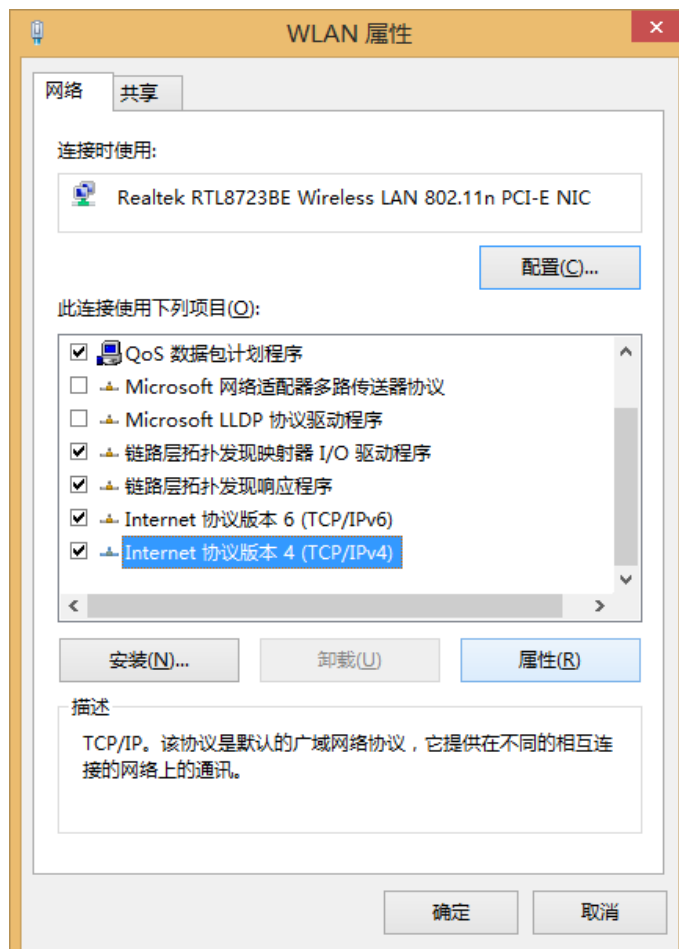 WLAN 属性
网络
共享
连接时使用:
Realtek RTL8723BE Wireless LAN 802.11n PCI-E NIC
配置(C)...
此连接使用下列项目(O):
QoS 数据包计划程序
Microsoft 网络适配器多路传送器协议
Microsoft LLDP 协议驱动程序
链路层拓扑发现映射器 I/O 驱动程序
链路层拓扑发现响应程序
Internet 协议版本 6 (TCP/IPv6)
Internet 协议版本 4 (TCP/IPv4)
安装(N)...
卸载(U)
属性(R)
描述
TCP/IP。该协议是默认的广域网络协议，它提供在不同的相互连
接的网络上的通讯。
确定
取消